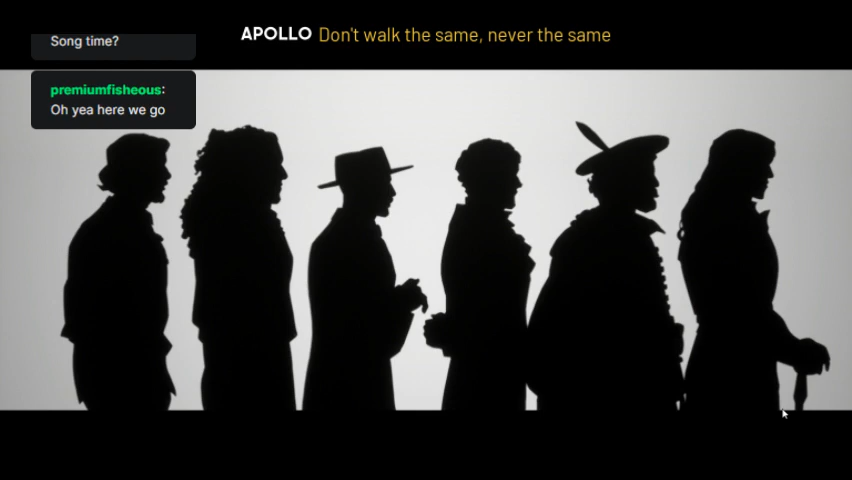 APOLLO Don't walk the same, never the same
Song time?
premiumfisheous:
Oh yea here we go